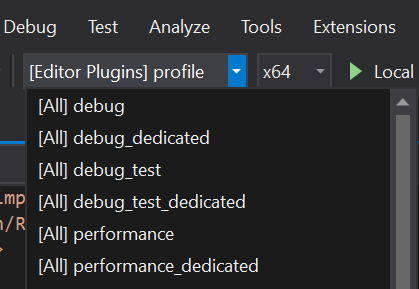 Debug Test Analyze Tools Extensions
[Editor Plugins] profile x64 Local
[All] debug
[All] debug_dedicated
[All] debug_test
[All] debug_test_dedicated
[All] performance
[All] performance_dedicated